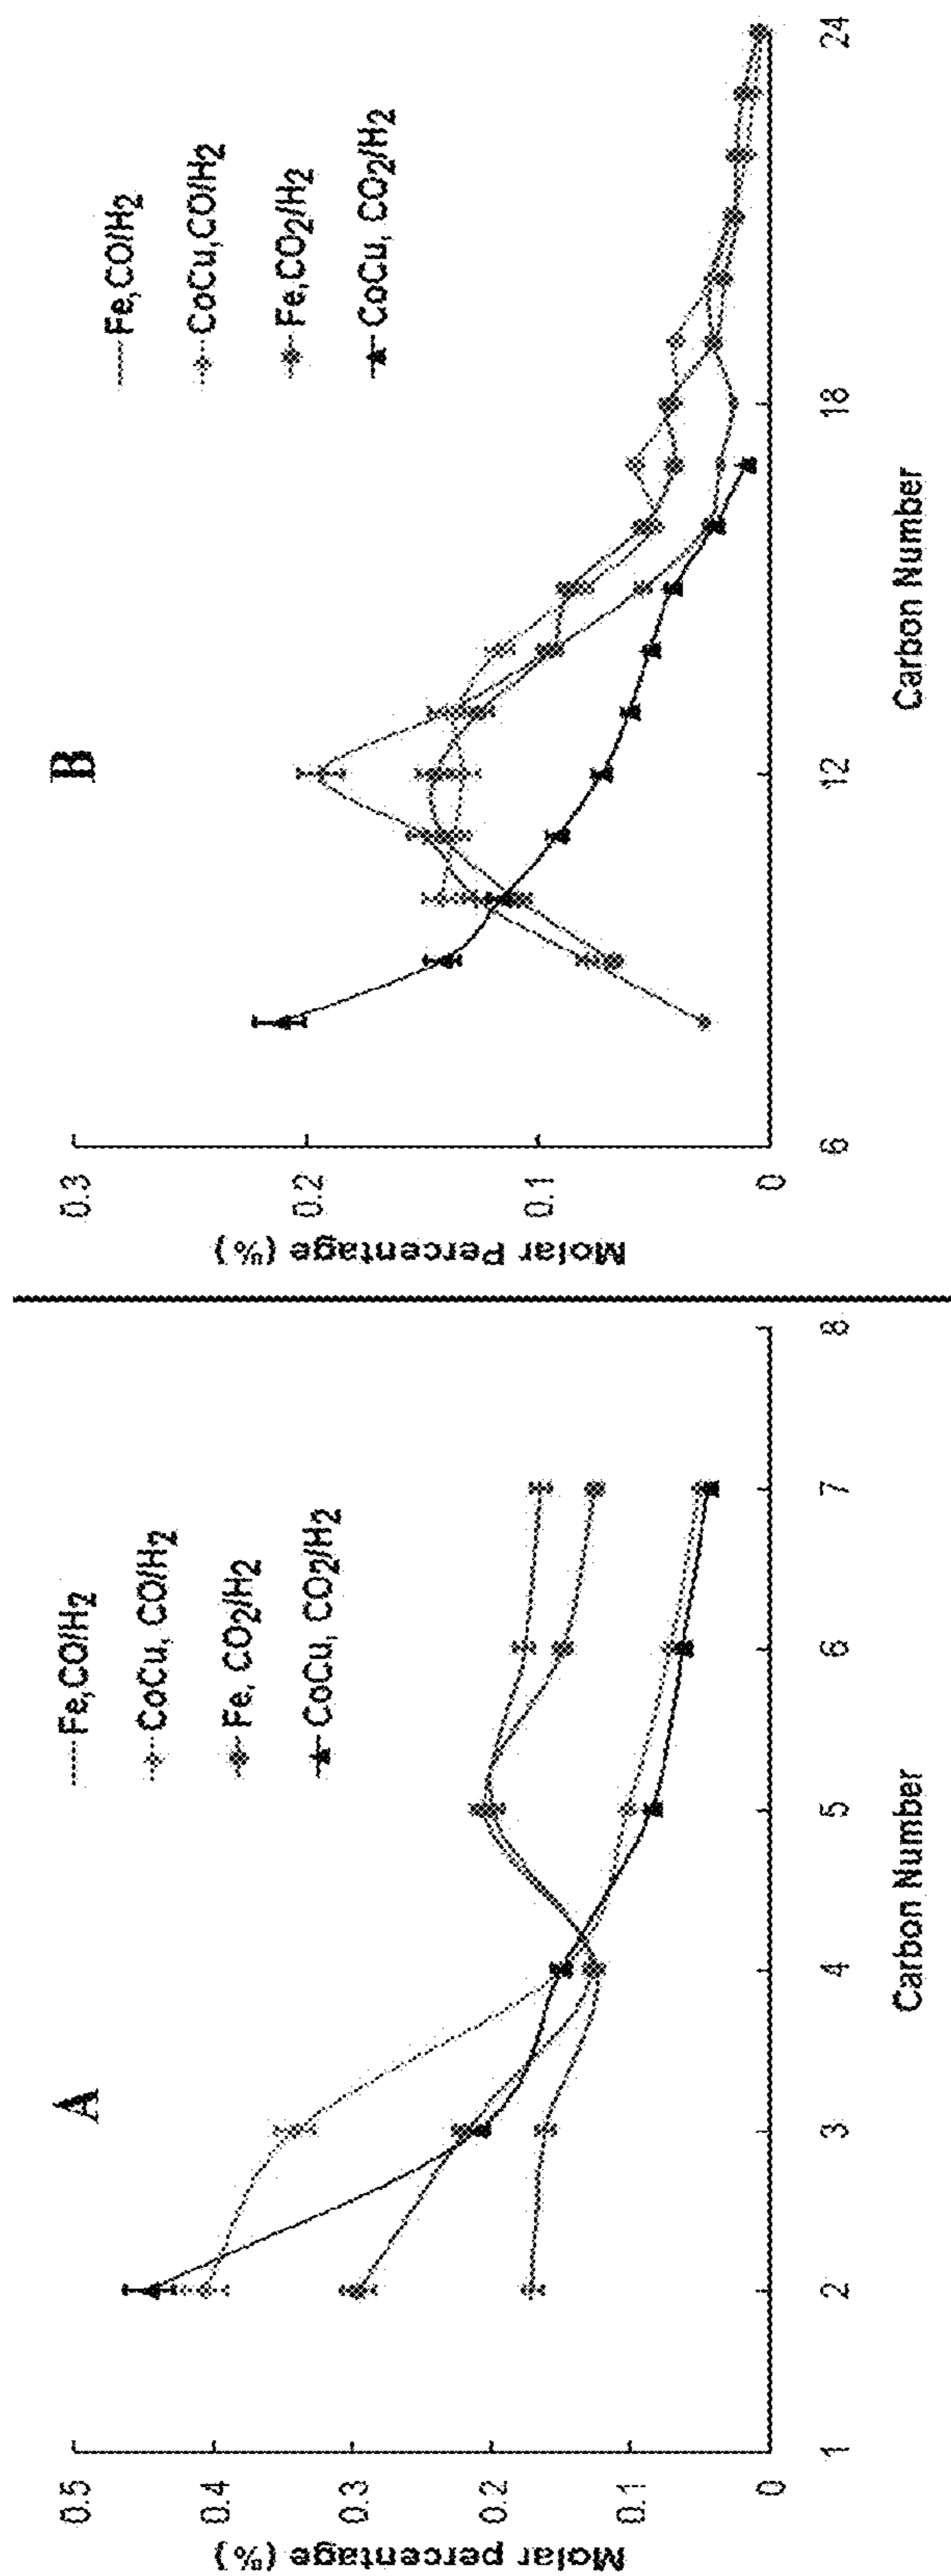 A
Molar percentage (%)
0.5
0.4
0.3
0.2
0.1
0
1
2
3
4
5
6
7
8
Carbon Number
Fe,CO/H2
CoCu, CO/H2
Fe, CO2/H2
CoCu, CO2/H2
B
Molar Percentage (%)
0.3
0.2
0.1
0
6
12
18
24
Carbon Number
Fe,CO/H2
CoCu,CO/H2
Fe,CO2/H2
CoCu, CO2/H2